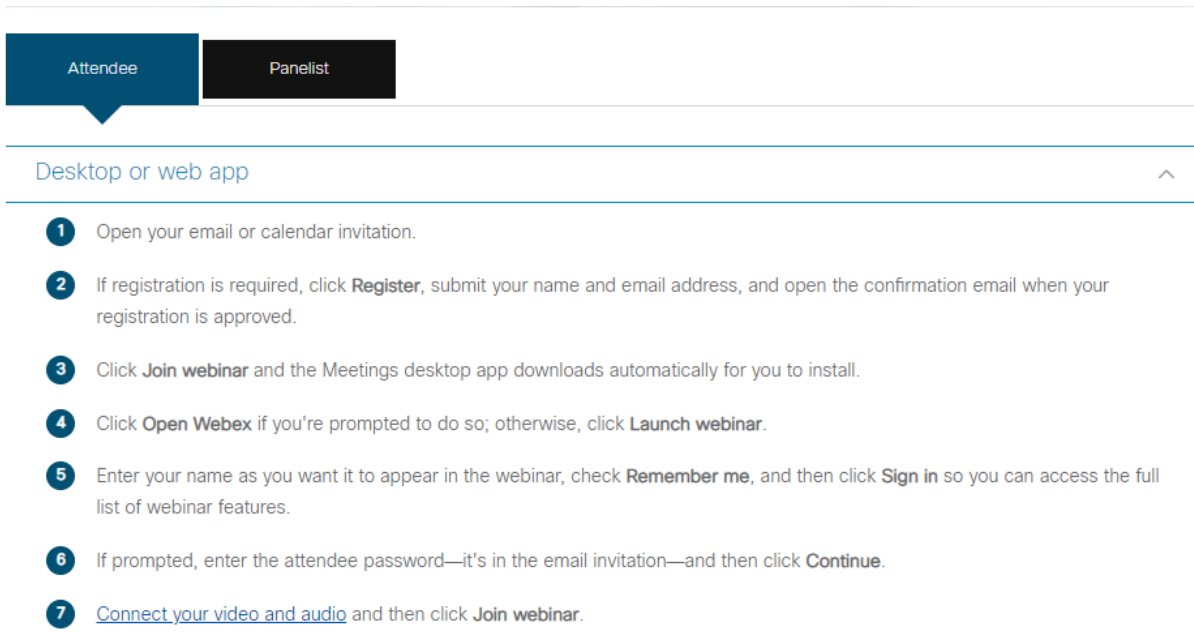 Attendee
Panelist
Desktop or web app
1 Open your email or calendar invitation.
2 If registration is required, click Register, submit your name and email address, and open the confirmation email when your
registration is approved.
3 Click Join webinar and the Meetings desktop app downloads automatically for you to install.
4 Click Open Webex if you're prompted to do so; otherwise, click Launch webinar.
5 Enter your name as you want it to appear in the webinar, check Remember me, and then click Sign in so you can access the full
list of webinar features.
6 If prompted, enter the attendee password—it's in the email invitation—and then click Continue.
7 Connect your video and audio and then click Join webinar.